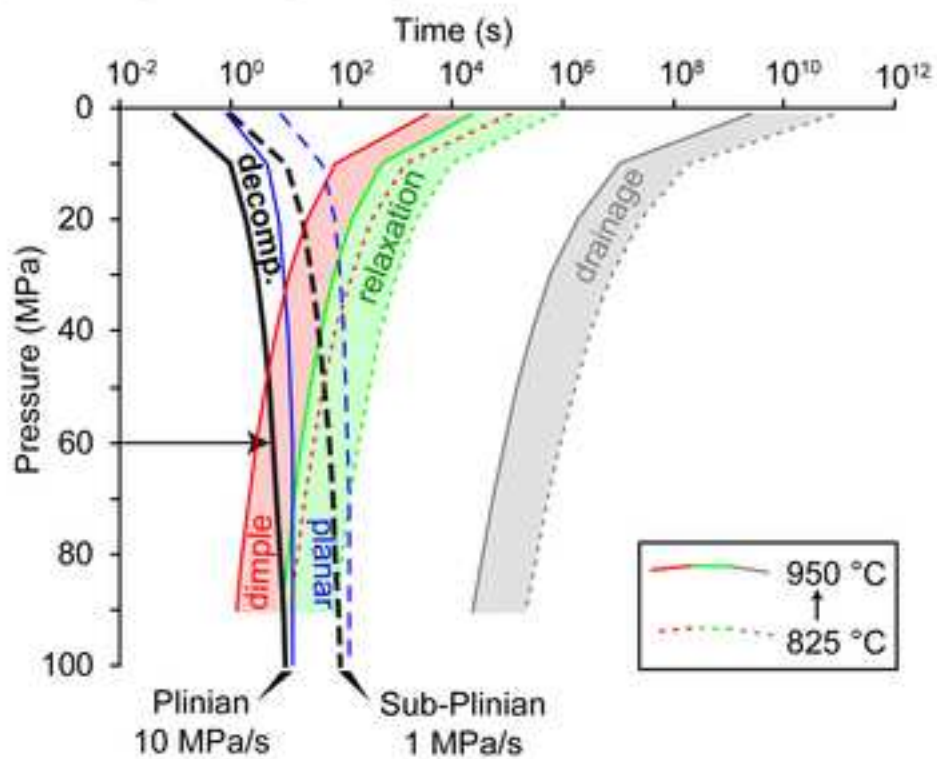 Time (s)
10⁻² 10⁰ 10² 10⁴ 10⁶ 10⁸ 10¹⁰ 10¹²
Pressure (MPa)
0
20
40
60
80
100
decomp.
relaxation
drainage
dimple
planar
950 °C
825 °C
Plinian
10 MPa/s
Sub-Plinian
1 MPa/s